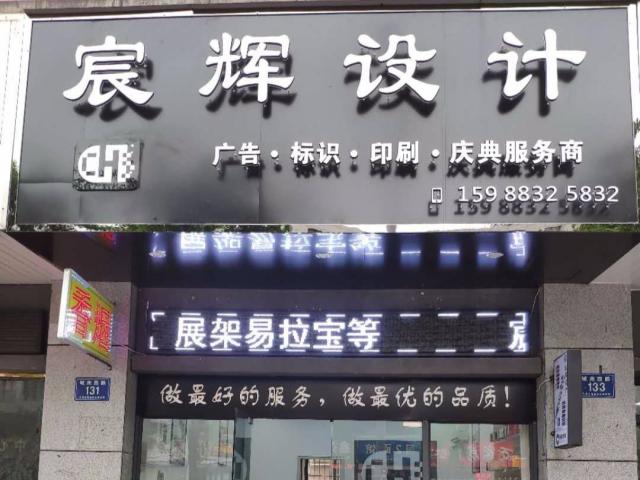 宸辉设计
广告·标识·印刷·庆典服务商
159 8832 5832
展架易拉宝等
做最好的服务，做最优的品质！
131
133